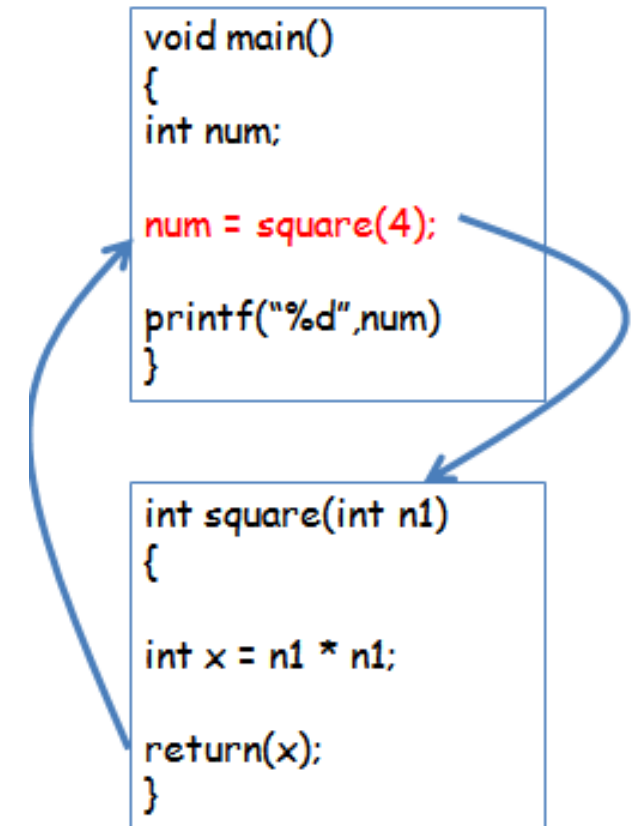 void main()
{
int num;
num = square(4);
printf(“%d”,num)
}
int square(int n1)
{
int x = n1 * n1;
return(x);
}